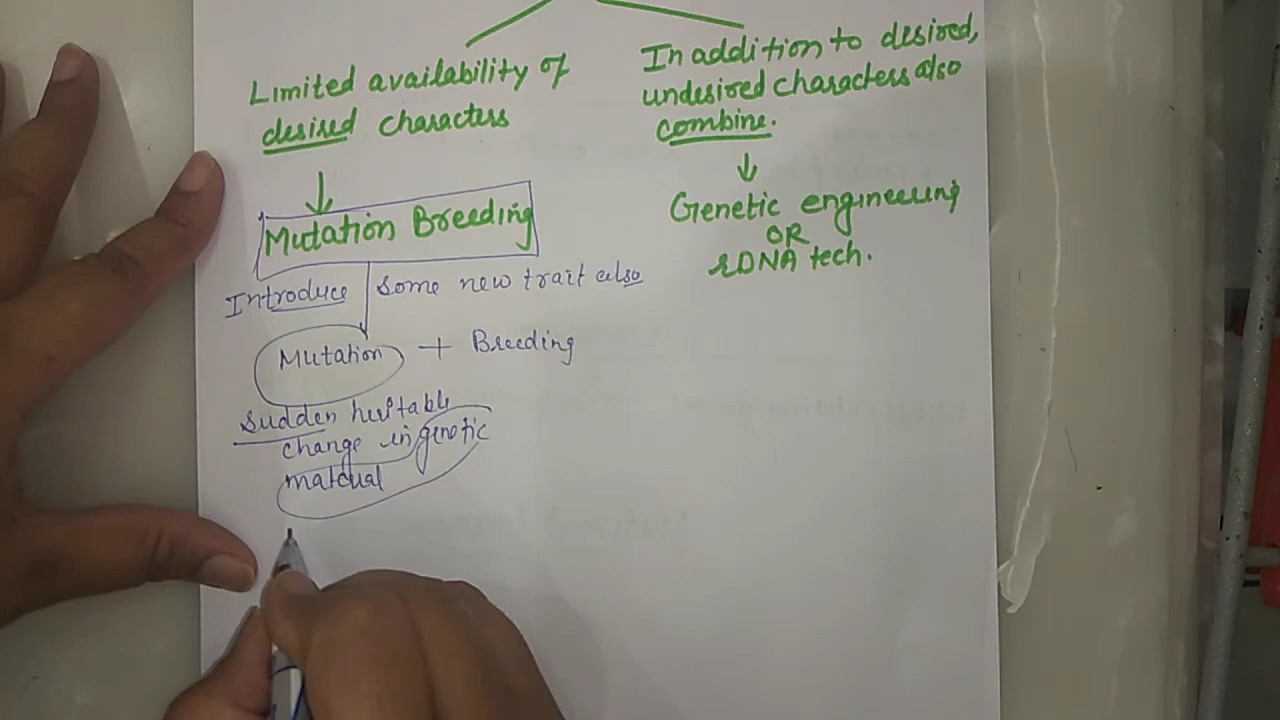 Limited availability of
desired characters
Mutation Breeding
Introduce some new trait also
Mutation + Breeding
Sudden heritable
change in genetic
material
In addition to desired,
undesired characters also
combine.
Genetic engineering
OR
rDNA tech.